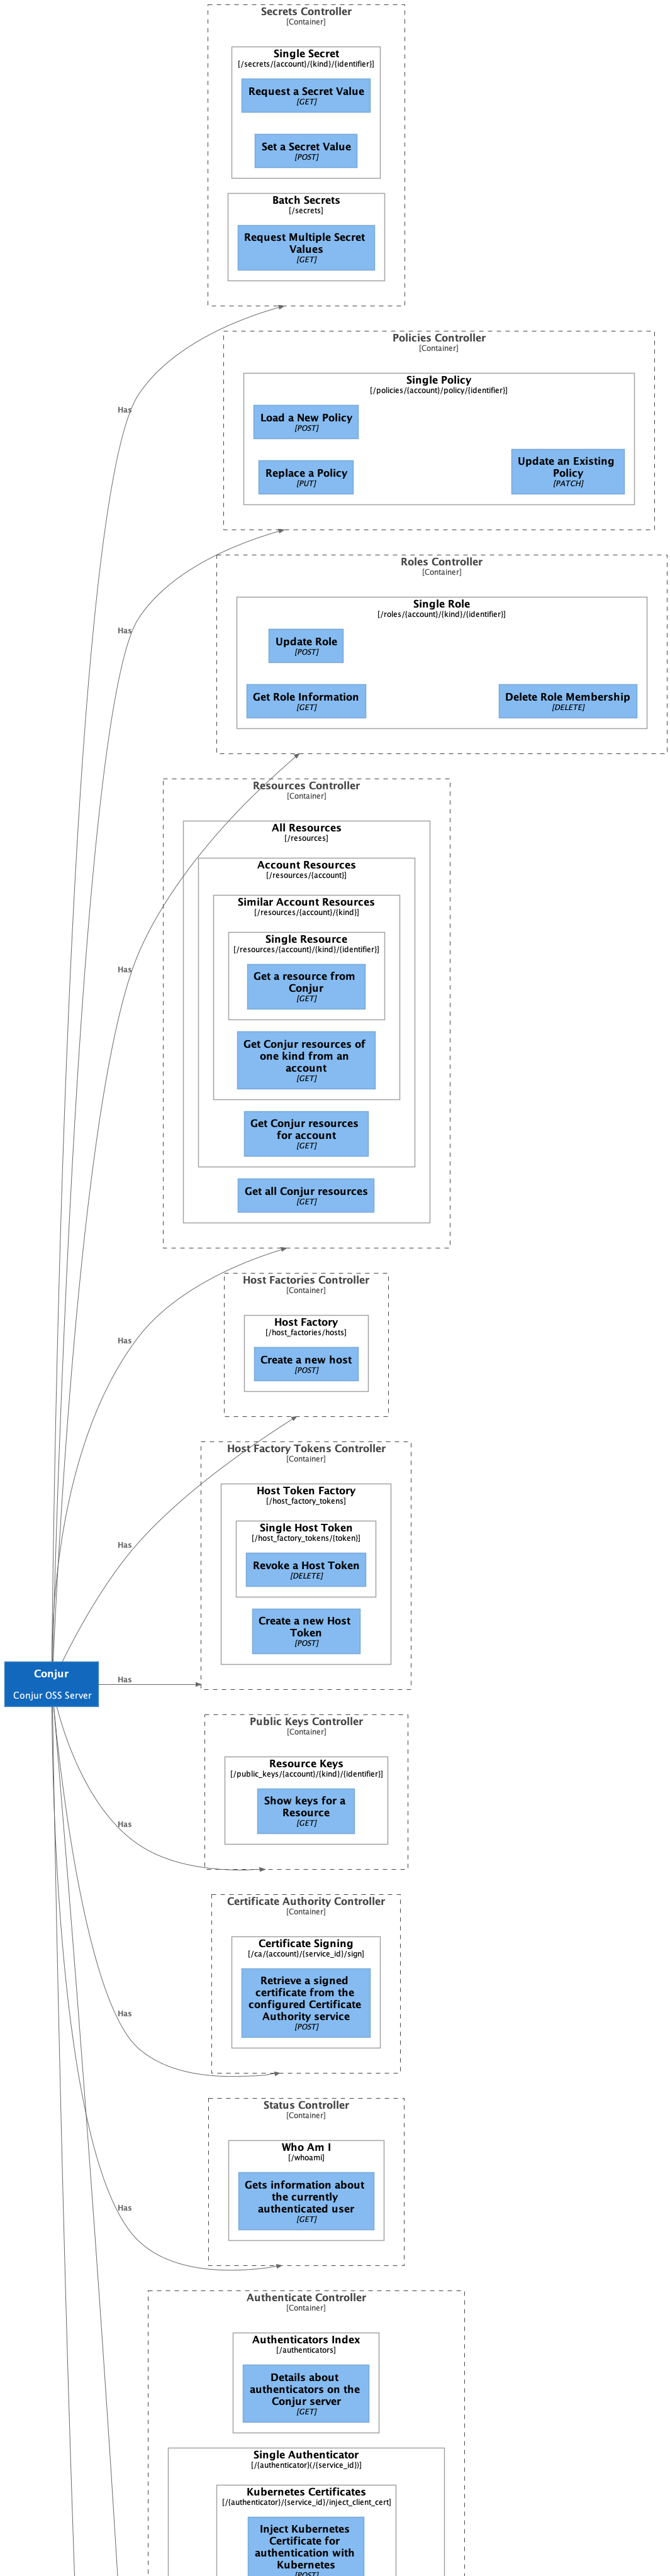 Secrets Controller
[Container]
Single Secret
[/secrets/{account}/{kind}/{identifier}]
Request a Secret Value
[GET]
Set a Secret Value
[POST]
Batch Secrets
[/secrets]
Request Multiple Secret
Values
[GET]
Has
Policies Controller
[Container]
Single Policy
[/policies/{account}/policy/{identifier}]
Load a New Policy
[POST]
Replace a Policy
[PUT]
Update an Existing
Policy
[PATCH]
Has
Roles Controller
[Container]
Single Role
[/roles/{account}/{kind}/{identifier}]
Update Role
[POST]
Get Role Information
[GET]
Delete Role Membership
[DELETE]
Resources Controller
[Container]
All Resources
[/resources]
Account Resources
[/resources/{account}]
Similar Account Resources
[/resources/{account}/{kind}]
Single Resource
[/resources/{account}/{kind}/{identifier}]
Has
Get a resource from
Conjur
[GET]
Get Conjur resources of
one kind from an
account
[GET]
Get Conjur resources
for account
[GET]
Get all Conjur resources
[GET]
Host Factories Controller
[Container]
Host Factory
[/host_factories/hosts]
Has
Create a new host
[POST]
Host Factory Tokens Controller
[Container]
Host Token Factory
[/host_factory_tokens]
Single Host Token
[/host_factory_tokens/{token}]
Has
Revoke a Host Token
[DELETE]
Create a new Host
Token
[POST]
Conjur
Conjur OSS Server
Has
Public Keys Controller
[Container]
Resource Keys
[/public_keys/{account}/{kind}/{identifier}]
Show keys for a
Resource
[GET]
Has
Certificate Authority Controller
[Container]
Certificate Signing
[/ca/{account}/{service_id}/sign]
Retrieve a signed
certificate from the
configured Certificate
Authority service
[POST]
Has
Status Controller
[Container]
Who Am I
[/whoami]
Gets information about
the currently
authenticated user
[GET]
Has
Authenticate Controller
[Container]
Authenticators Index
[/authenticators]
Details about
authenticators on the
Conjur server
[GET]
Single Authenticator
[/{authenticator}(/{service_id})]
Kubernetes Certificates
[/{authenticator}/{service_id}/inject_client_cert]
Inject Kubernetes
Certificate for
authentication with
Kubernetes
[POST]